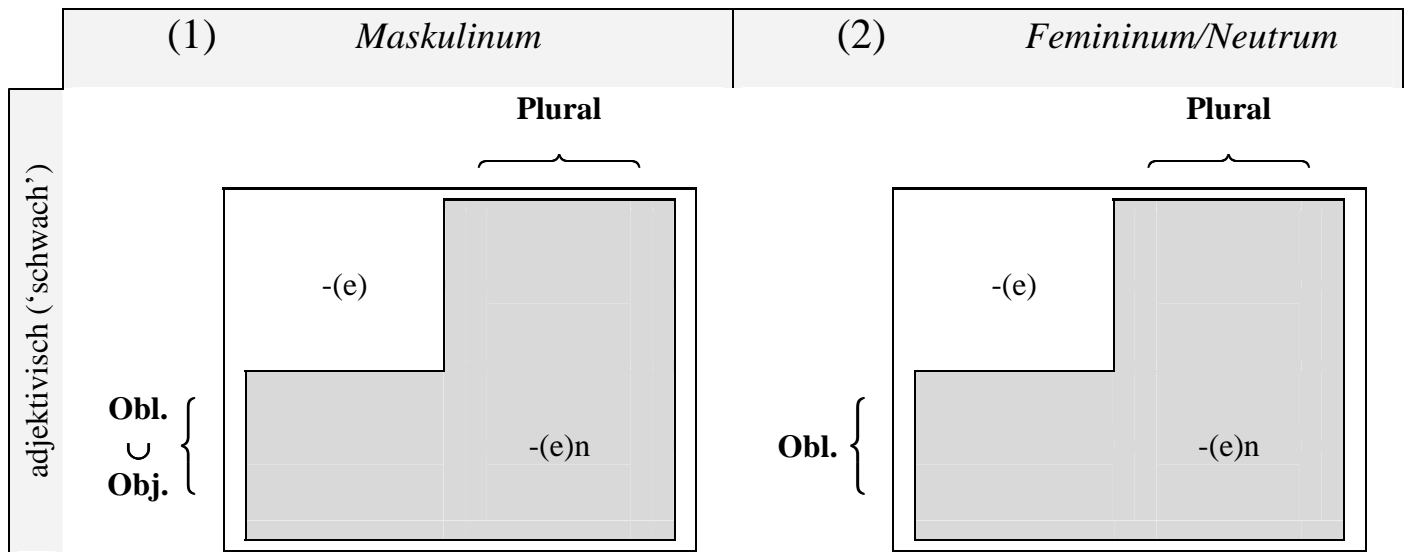 (1) Maskulinum
(2) Femininum/Neutrum
adjektivisch (‘schwach’)
Plural
-(e)
Obl.
∪
Obj.
-(e)n
Plural
-(e)
Obl.
-(e)n